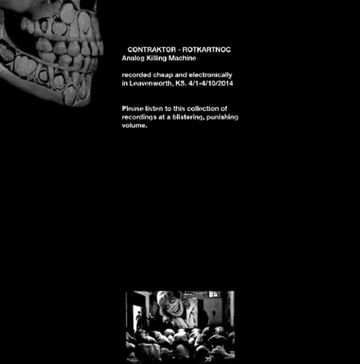 CONTRAKTOR - ROTKARTNOC
Analog Killing Machine
recorded cheap and electronically
in Leavenworth, KS. 4/1-4/10/2014
Please listen to this collection of
recordings at a blistering, punishing
volume.